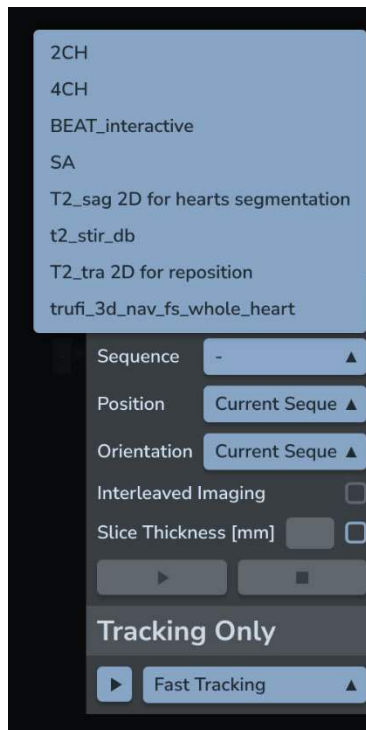 2CH
4CH
BEAT_interactive
SA
T2_sag 2D for hearts segmentation
t2_stir_db
T2_tra 2D for reposition
trufi_3d_nav_fs_whole_heart
Sequence - ▲
Position Current Seque ▲
Orientation Current Seque ▲
Interleaved Imaging
Slice Thickness [mm]
Tracking Only
Fast Tracking ▲